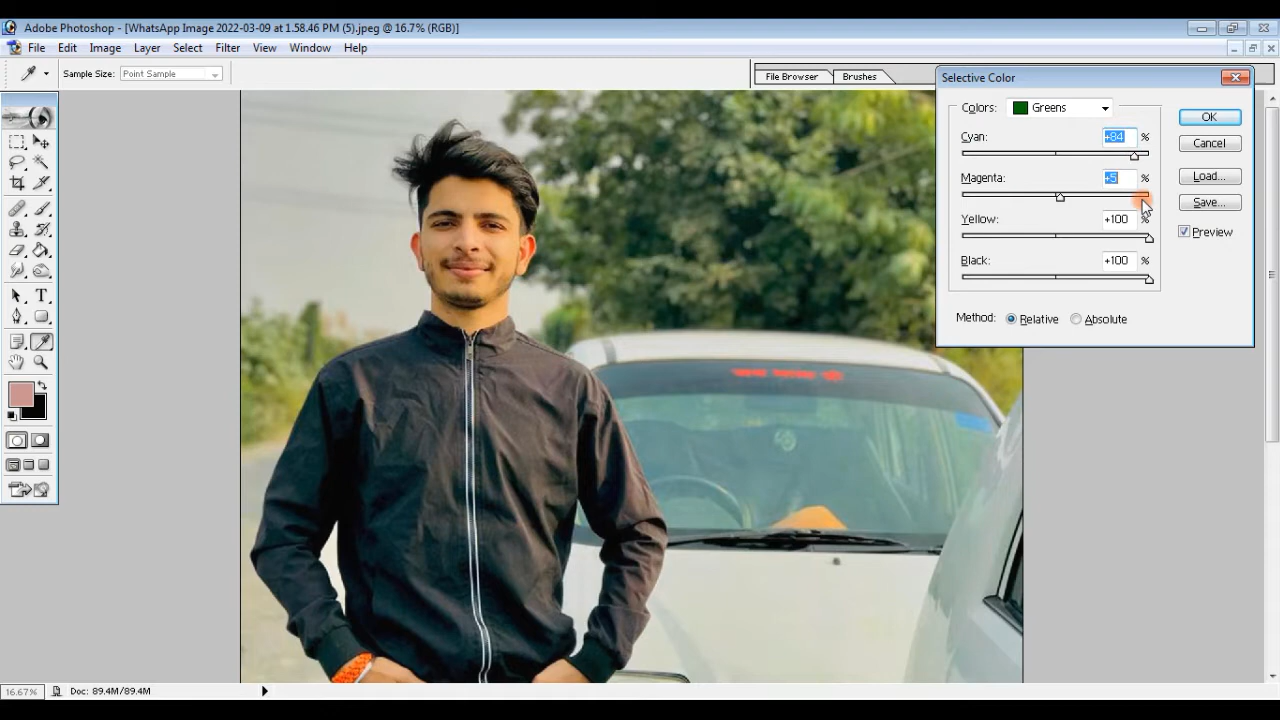 Adobe Photoshop - [WhatsApp Image 2022-03-09 at 1.58.46 PM (5).jpeg @ 16.7% (RGB)]
File Edit Image Layer Select Filter View Window Help
Sample Size: Point Sample
File Browser Brushes
Selective Color
Colors: Greens
OK
Cyan: +84 %
Cancel
Magenta: +5 %
Load...
Save...
Yellow: +100 %
Preview
Black: +100 %
Method: Relative Absolute
16.67% Doc: 89.4M/89.4M